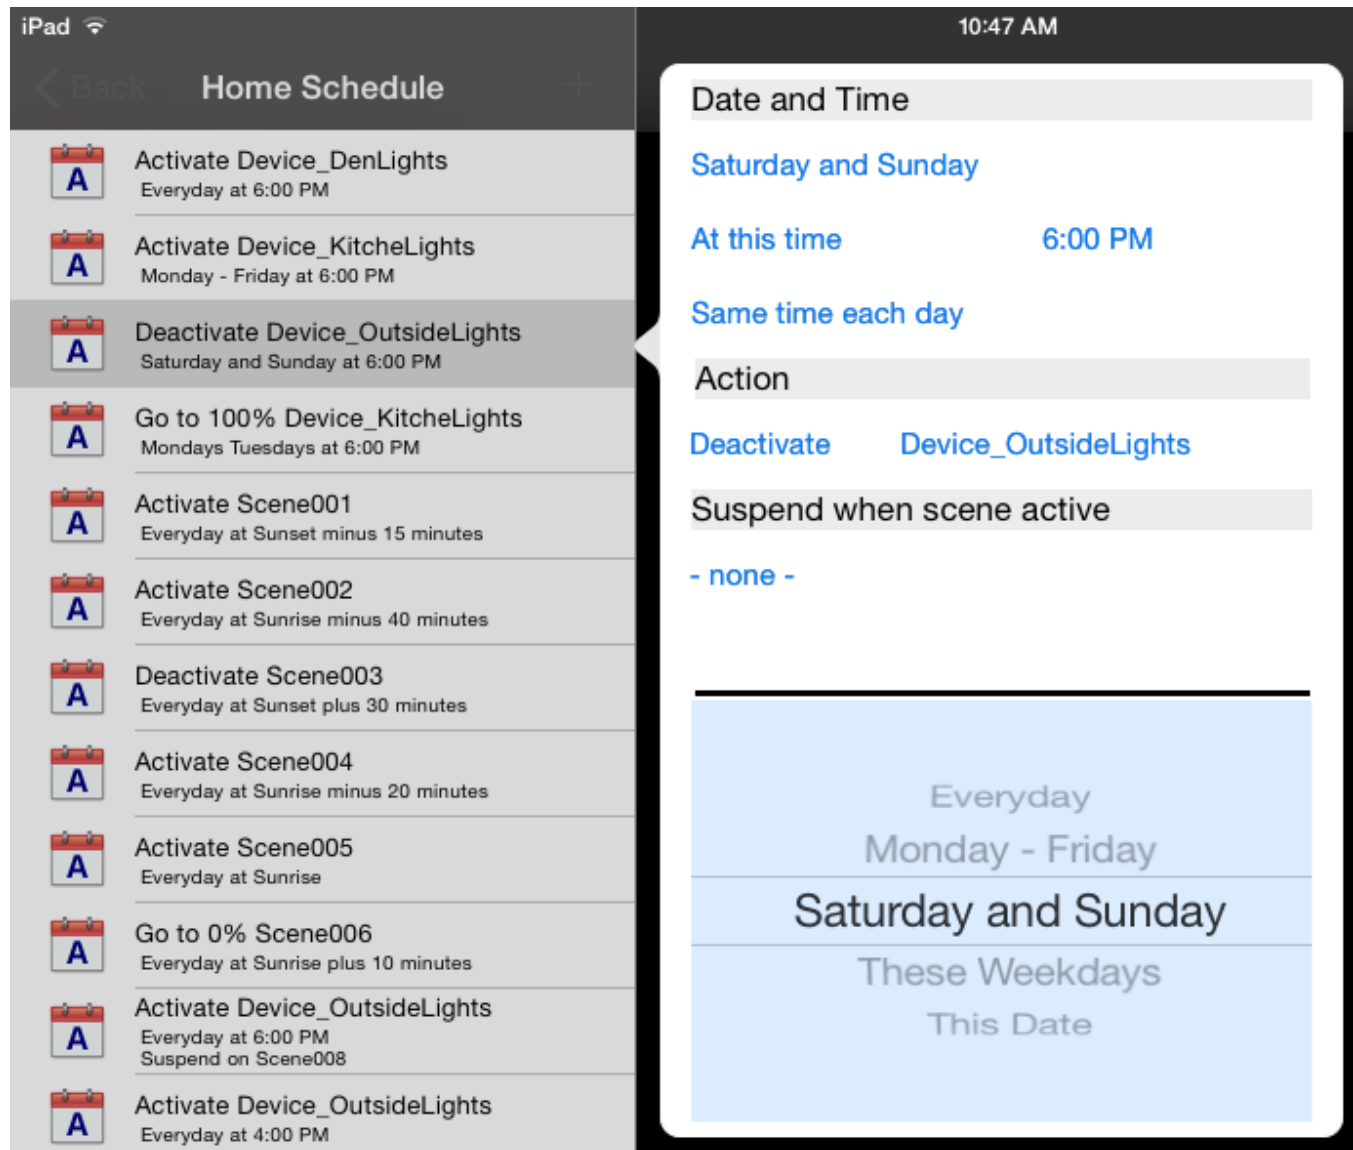 iPad
10:47 AM
Back
Home Schedule
+
A
Activate Device_DenLights
Everyday at 6:00 PM
A
Activate Device_KitcheLights
Monday - Friday at 6:00 PM
A
Deactivate Device_OutsideLights
Saturday and Sunday at 6:00 PM
A
Go to 100% Device_KitcheLights
Mondays Tuesdays at 6:00 PM
A
Activate Scene001
Everyday at Sunset minus 15 minutes
A
Activate Scene002
Everyday at Sunrise minus 40 minutes
A
Deactivate Scene003
Everyday at Sunset plus 30 minutes
A
Activate Scene004
Everyday at Sunrise minus 20 minutes
A
Activate Scene005
Everyday at Sunrise
A
Go to 0% Scene006
Everyday at Sunrise plus 10 minutes
A
Activate Device_OutsideLights
Everyday at 6:00 PM
Suspend on Scene008
A
Activate Device_OutsideLights
Everyday at 4:00 PM
Date and Time
Saturday and Sunday
At this time 6:00 PM
Same time each day
Action
Deactivate Device_OutsideLights
Suspend when scene active
- none -
Everyday
Monday - Friday
Saturday and Sunday
These Weekdays
This Date